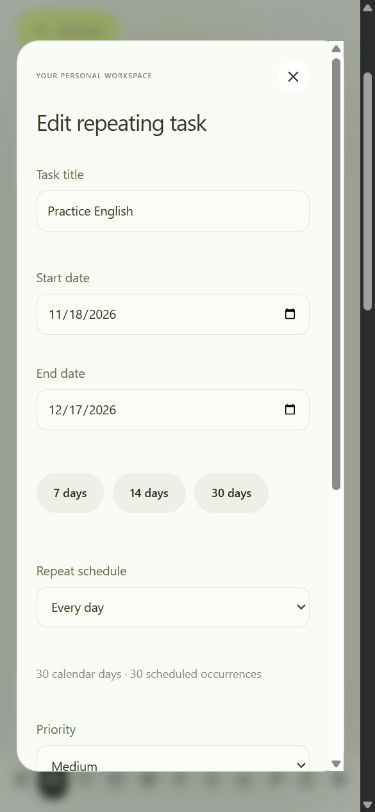 YOUR PERSONAL WORKSPACE
Edit repeating task
Task title
Practice English
Start date
11/18/2026
End date
12/17/2026
7 days 14 days 30 days
Repeat schedule
Every day
30 calendar days · 30 scheduled occurrences
Priority
Medium